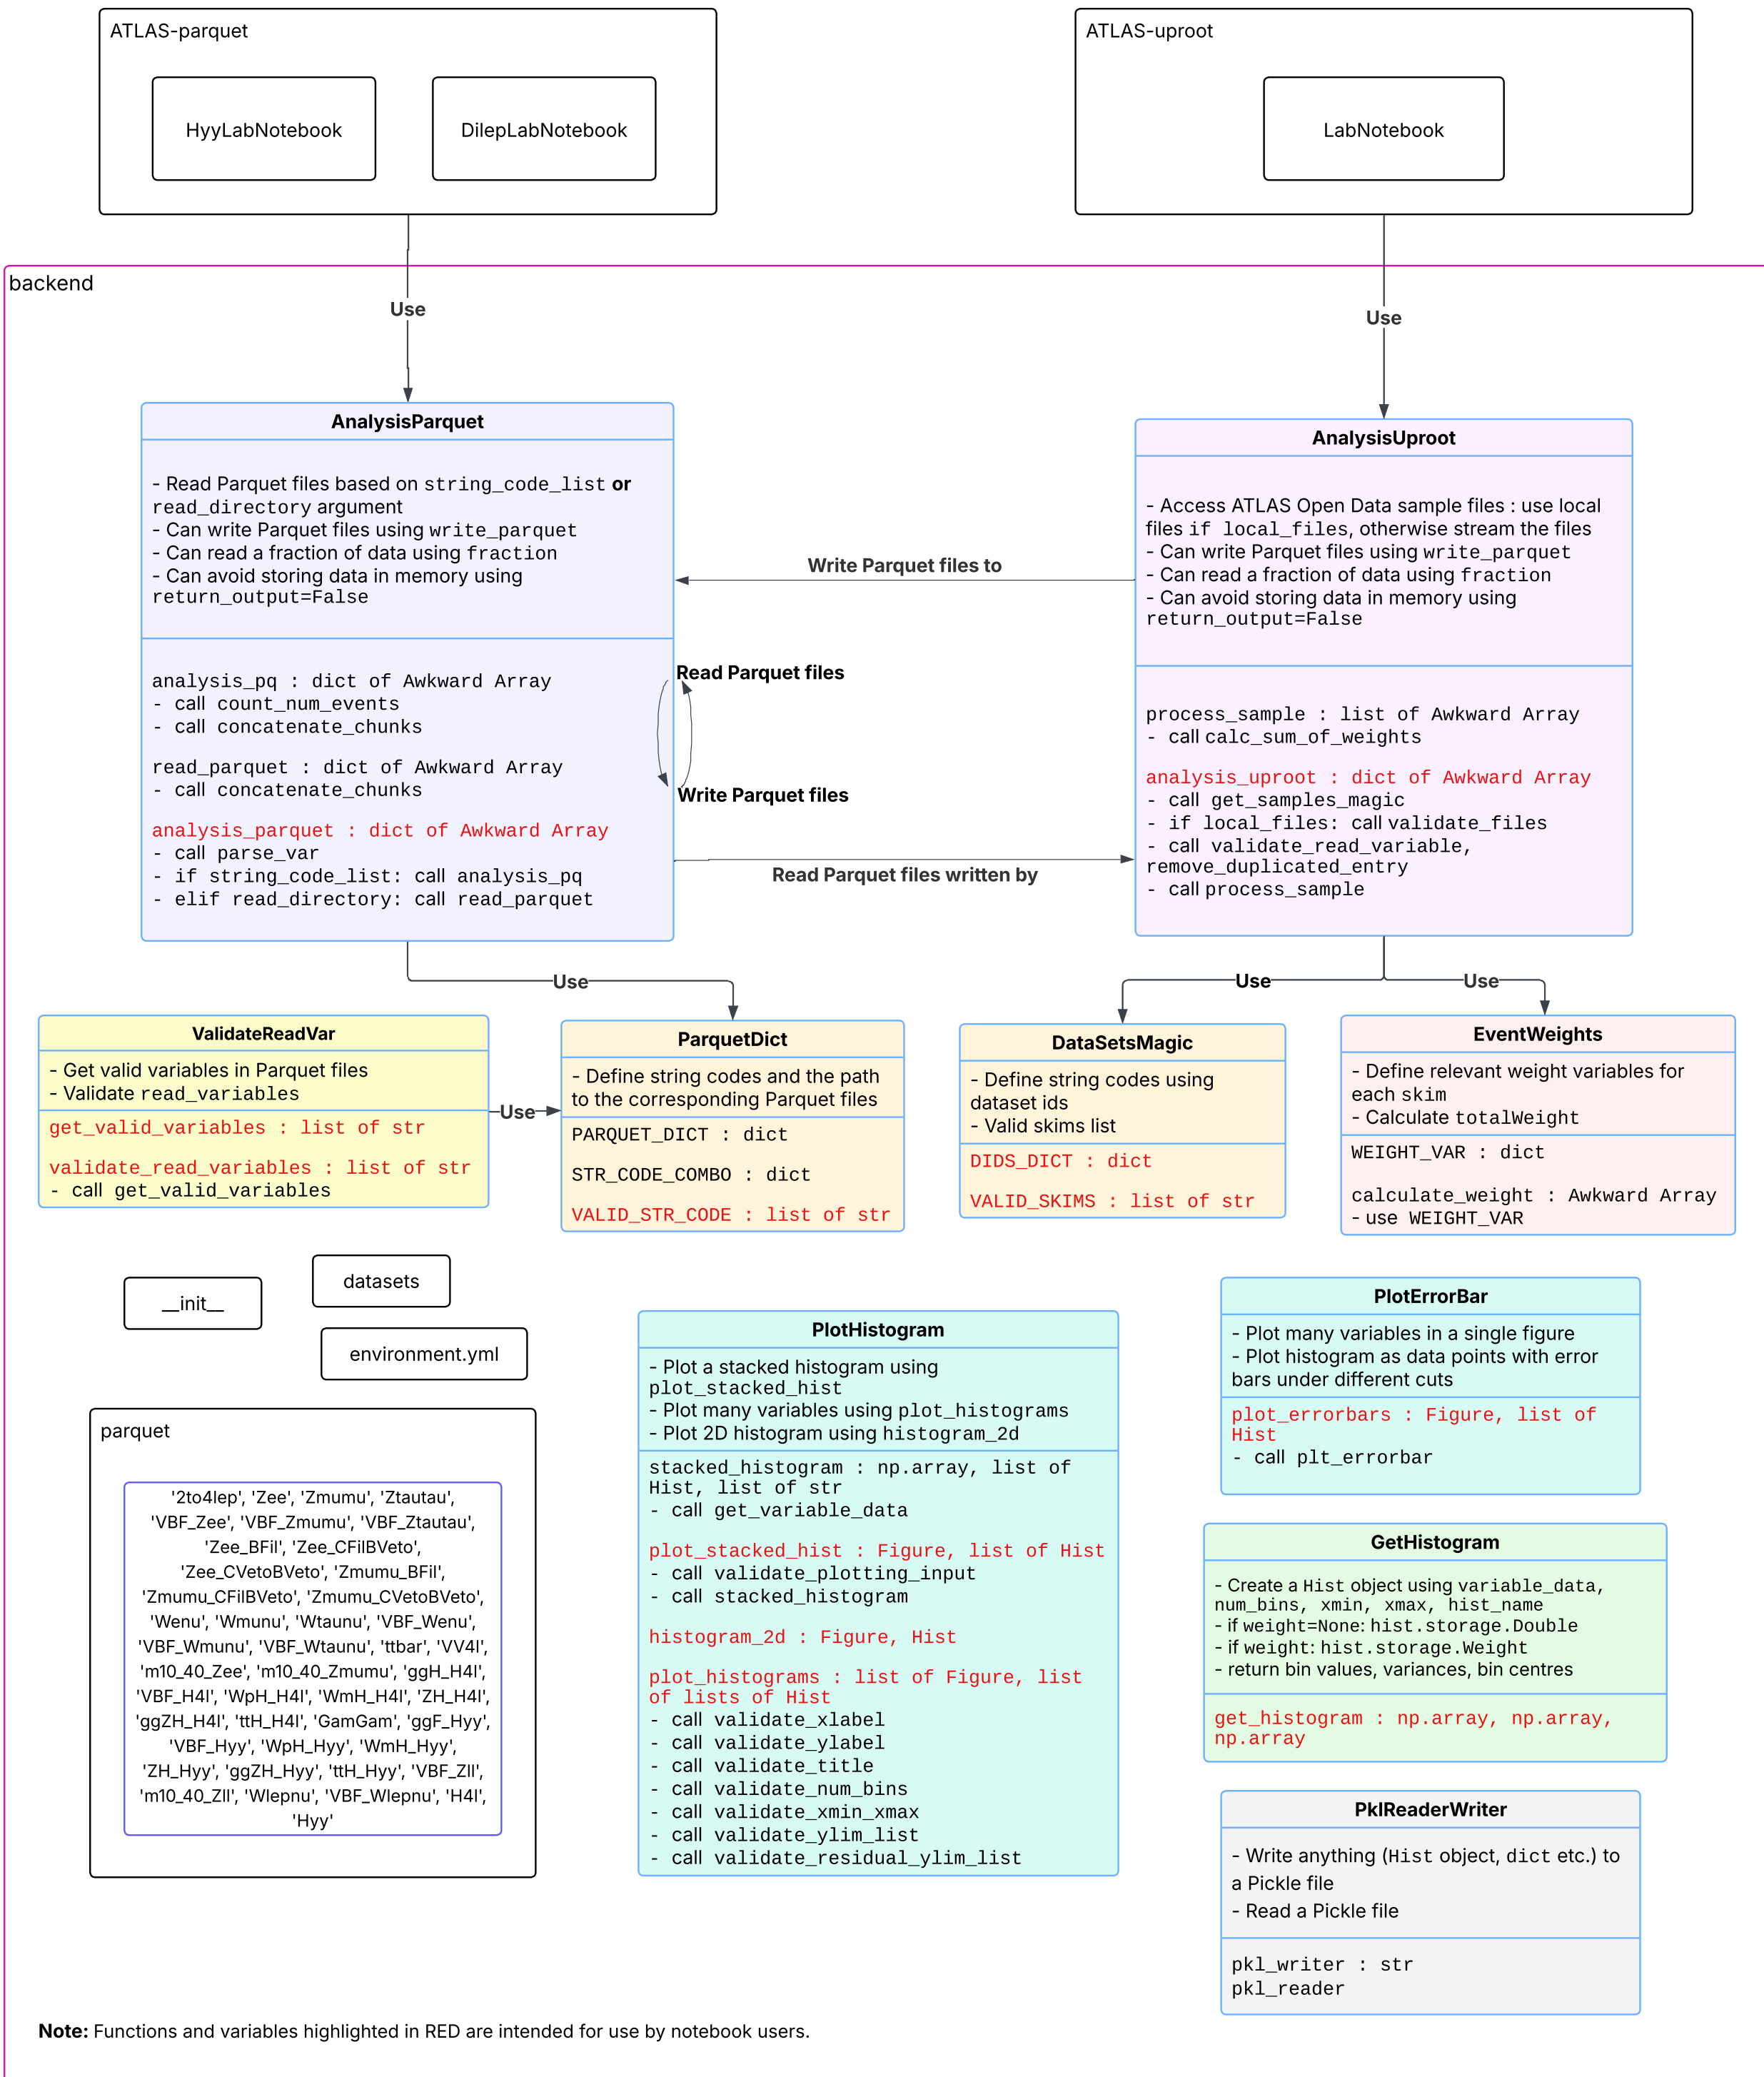 ATLAS-parquet
HyyLabNotebook
DilepLabNotebook
ATLAS-uproot
LabNotebook
backend
Use
Use
AnalysisParquet
- Read Parquet files based on string_code_list or
read_directory argument
- Can write Parquet files using write_parquet
- Can read a fraction of data using fraction
- Can avoid storing data in memory using
return_output=False
analysis_pq : dict of Awkward Array
- call count_num_events
- call concatenate_chunks
read_parquet : dict of Awkward Array
- call concatenate_chunks
analysis_parquet : dict of Awkward Array
- call parse_var
- if string_code_list: call analysis_pq
- elif read_directory: call read_parquet
Write Parquet files to
Read Parquet files
Write Parquet files
Read Parquet files written by
AnalysisUproot
- Access ATLAS Open Data sample files : use local
files if local_files, otherwise stream the files
- Can write Parquet files using write_parquet
- Can read a fraction of data using fraction
- Can avoid storing data in memory using
return_output=False
process_sample : list of Awkward Array
- call calc_sum_of_weights
analysis_uproot : dict of Awkward Array
- call get_samples_magic
- if local_files: call validate_files
- call validate_read_variable,
remove_duplicated_entry
- call process_sample
Use
Use
Use
ValidateReadVar
- Get valid variables in Parquet files
- Validate read_variables
get_valid_variables : list of str
validate_read_variables : list of str
- call get_valid_variables
Use
ParquetDict
- Define string codes and the path
to the corresponding Parquet files
PARQUET_DICT : dict
STR_CODE_COMBO : dict
VALID_STR_CODE : list of str
DataSetsMagic
- Define string codes using
dataset ids
- Valid skims list
DIDS_DICT : dict
VALID_SKIMS : list of str
EventWeights
- Define relevant weight variables for
each skim
- Calculate totalWeight
WEIGHT_VAR : dict
calculate_weight : Awkward Array
- use WEIGHT_VAR
__init__
datasets
environment.yml
parquet
'2to4lep', 'Zee', 'Zmumu', 'Ztautau',
'VBF_Zee', 'VBF_Zmumu', 'VBF_Ztautau',
'Zee_BFil', 'Zee_CFilBVeto',
'Zee_CVetoBVeto', 'Zmumu_BFil',
'Zmumu_CFilBVeto', 'Zmumu_CVetoBVeto',
'Wenu', 'Wmunu', 'Wtaunu', 'VBF_Wenu',
'VBF_Wmunu', 'VBF_Wtaunu', 'ttbar', 'VV4l',
'm10_40_Zee', 'm10_40_Zmumu', 'ggH_H4l',
'VBF_H4l', 'WpH_H4l', 'WmH_H4l', 'ZH_H4l',
'ggZH_H4l', 'ttH_H4l', 'GamGam', 'ggF_Hyy',
'VBF_Hyy', 'WpH_Hyy', 'WmH_Hyy',
'ZH_Hyy', 'ggZH_Hyy', 'ttH_Hyy', 'VBF_Zll',
'm10_40_Zll', 'Wlepnu', 'VBF_Wlepnu', 'H4l',
'Hyy'
PlotHistogram
- Plot a stacked histogram using
plot_stacked_hist
- Plot many variables using plot_histograms
- Plot 2D histogram using histogram_2d
stacked_histogram : np.array, list of
Hist, list of str
- call get_variable_data
plot_stacked_hist : Figure, list of Hist
- call validate_plotting_input
- call stacked_histogram
histogram_2d : Figure, Hist
plot_histograms : list of Figure, list
of lists of Hist
- call validate_xlabel
- call validate_ylabel
- call validate_title
- call validate_num_bins
- call validate_xmin_xmax
- call validate_ylim_list
- call validate_residual_ylim_list
PlotErrorBar
- Plot many variables in a single figure
- Plot histogram as data points with error
bars under different cuts
plot_errorbars : Figure, list of
Hist
- call plt_errorbar
GetHistogram
- Create a Hist object using variable_data,
num_bins, xmin, xmax, hist_name
- if weight=None: hist.storage.Double
- if weight: hist.storage.Weight
- return bin values, variances, bin centres
get_histogram : np.array, np.array,
np.array
PklReaderWriter
- Write anything (Hist object, dict etc.) to
a Pickle file
- Read a Pickle file
pkl_writer : str
pkl_reader
Note: Functions and variables highlighted in RED are intended for use by notebook users.